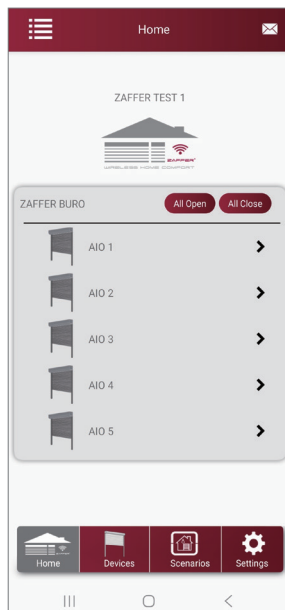 Home
ZAFFER TEST 1
ZAFFER
WIRELESS HOME COMFORT
ZAFFER BURO
All Open
All Close
AIO 1
AIO 2
AIO 3
AIO 4
AIO 5
Home
Devices
Scenarios
Settings